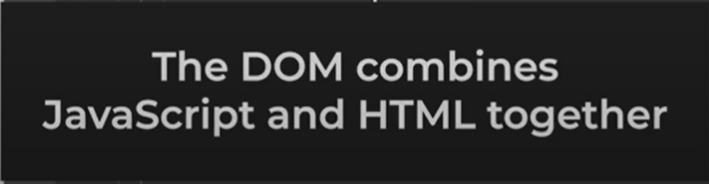 The DOM combines
JavaScript and HTML together